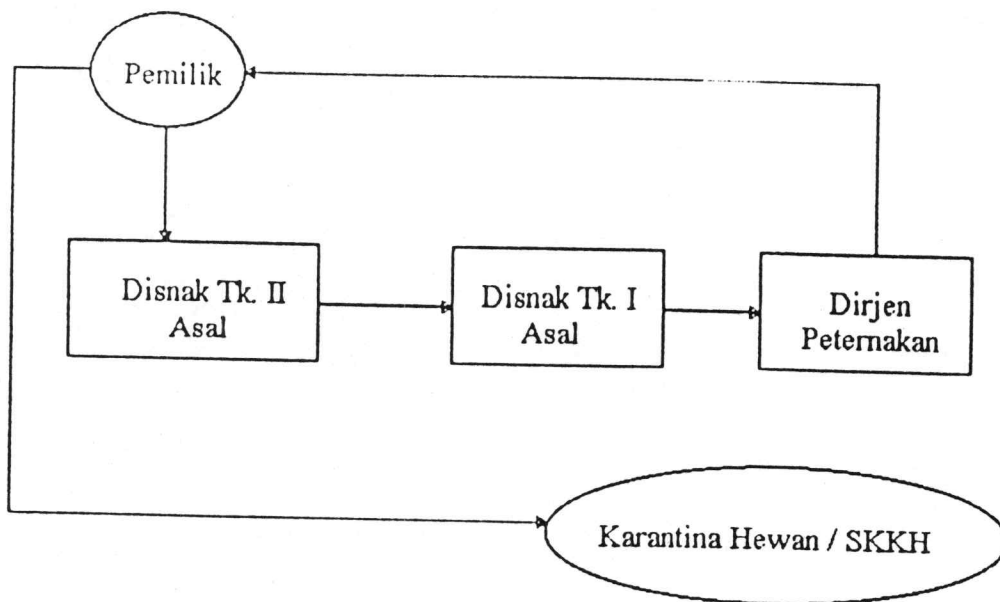 Pemilik
Disnak Tk. II
Asal
Disnak Tk. I
Asal
Dirjen
Peternakan
Karantina Hewan / SKKH